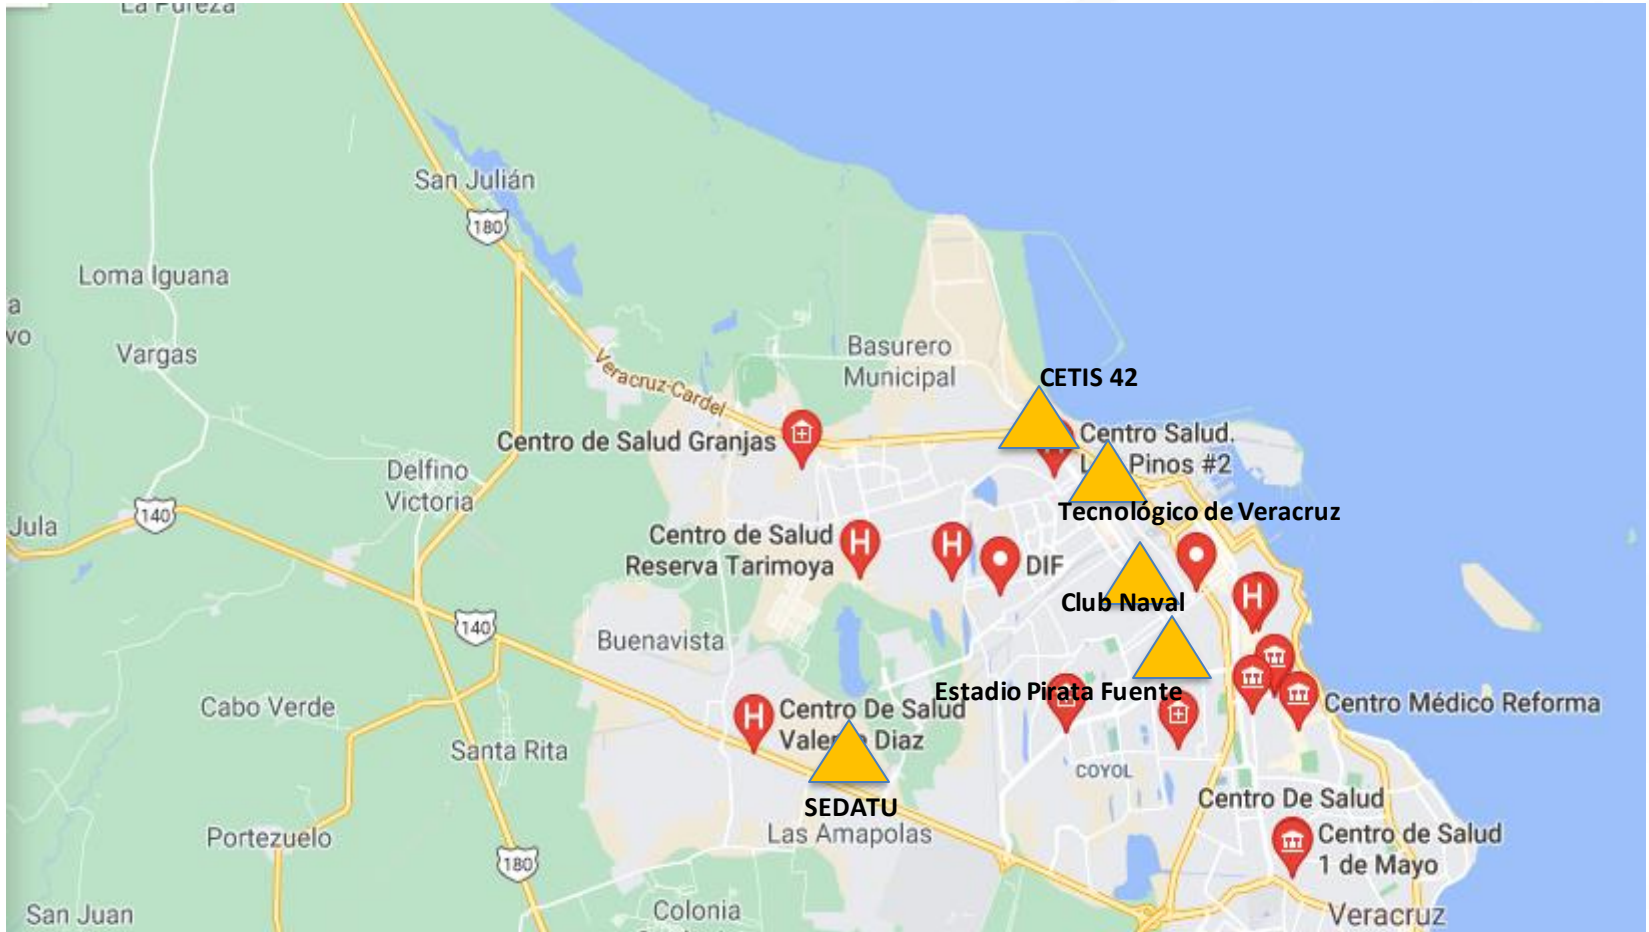 La Pureza
San Julián
180
Loma Iguana
a
vo
Vargas
Basurero
Municipal
CETIS 42
Veracruz-Cardel
Centro de Salud Granjas
Centro Salud.
Pinos #2
Delfino
Victoria
140
Jula
Tecnológico de Veracruz
Centro de Salud
Reserva Tarimoya
H
H
DIF
H
Club Naval
140
Buenavista
Estadio Pirata Fuente
Cabo Verde
H
Centro De Salud
Diaz
Centro Médico Reforma
Santa Rita
COYOL
SEDATU
Las Amapolas
Centro De Salud
Centro de Salud
1 de Mayo
Portezuelo
180
San Juan
Colonia
Veracruz